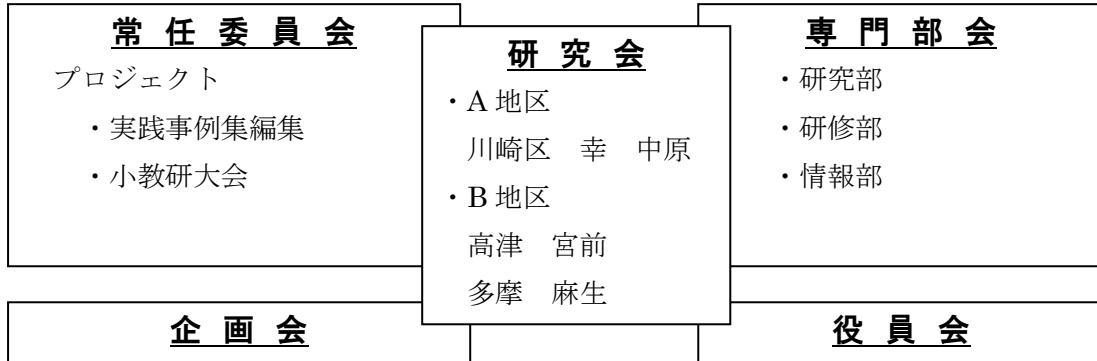 常 任 委 員 会
プロジェクト
・実践事例集編集
・小教研大会
研 究 会
・A 地区
川崎区 幸 中原
・B 地区
高津 宮前
多摩 麻生
専 門 部 会
・研究部
・研修部
・情報部
企 画 会
役 員 会